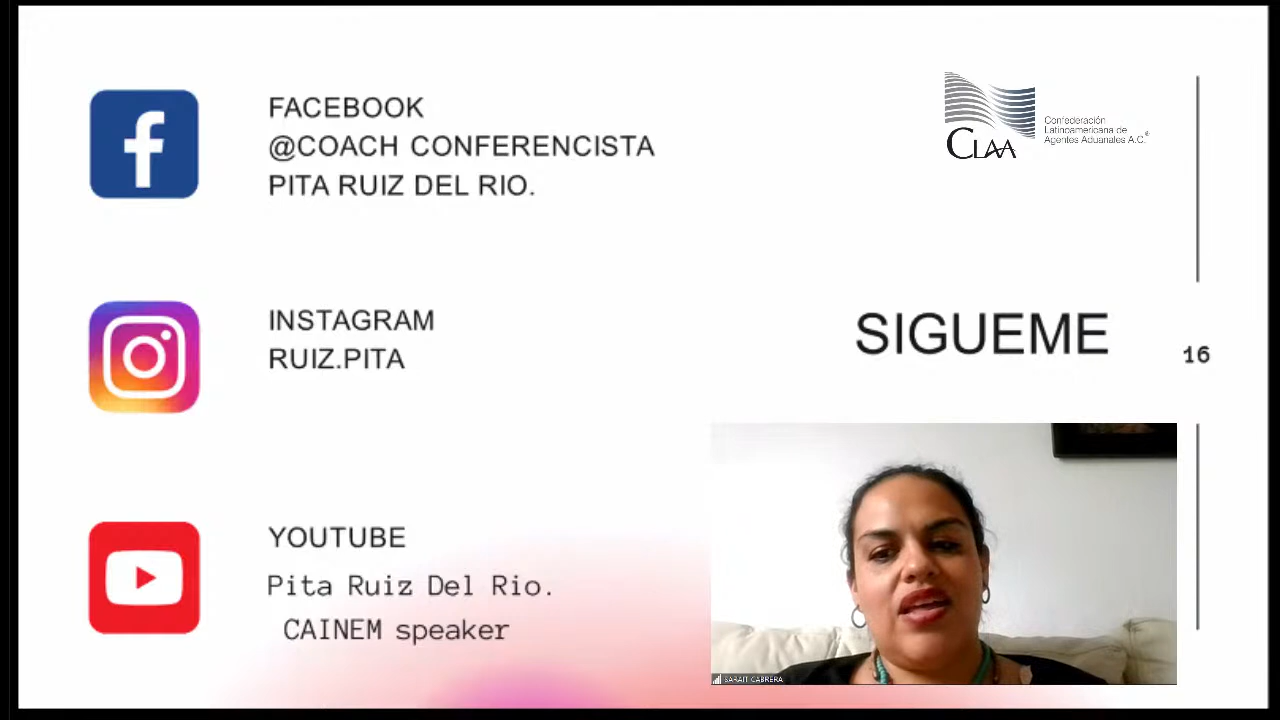 FACEBOOK
@COACH CONFERENCISTA
PITA RUIZ DEL RIO.
CLAA
Confederación
Latinoamericana de
Agentes Aduanales A.C.®
INSTAGRAM
RUIZ.PITA
SIGUEME
16
YOUTUBE
Pita Ruiz Del Rio.
CAINEM speaker
SARAIT CABRERA